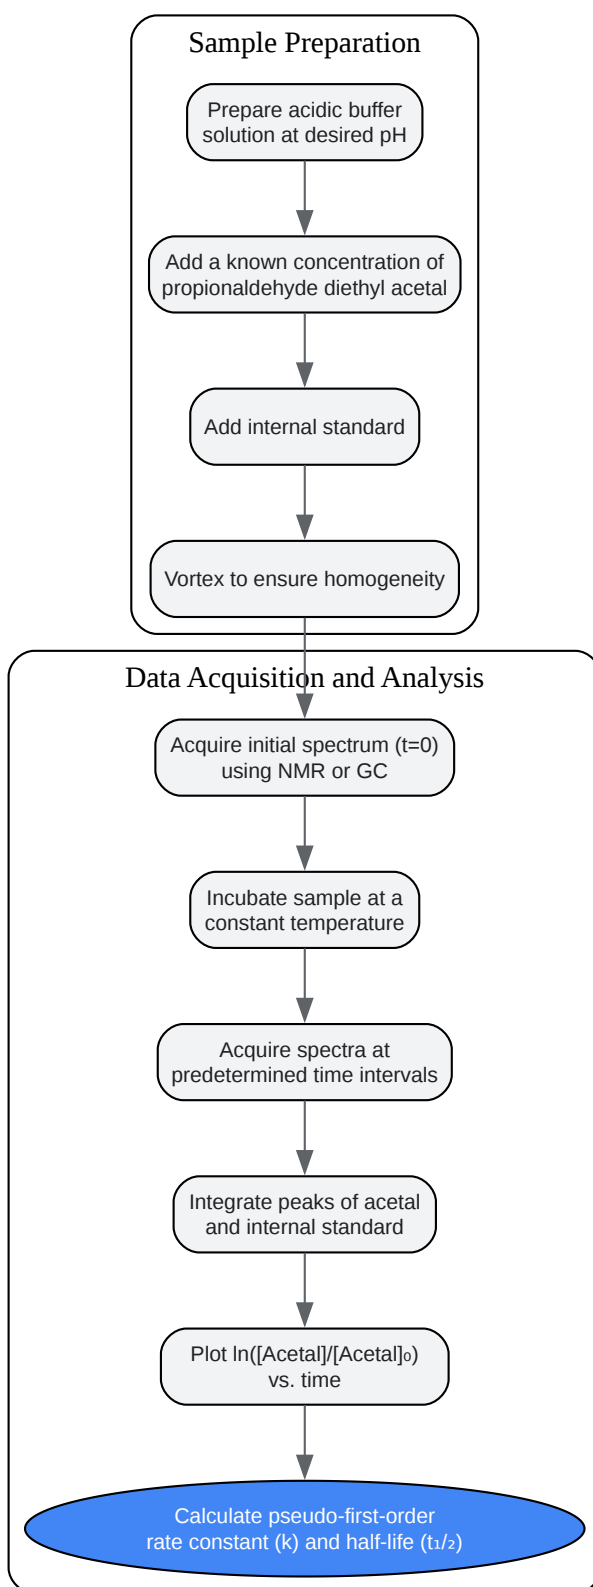 Sample Preparation
Prepare acidic buffer
solution at desired pH
Add a known concentration of
propionaldehyde diethyl acetal
Add internal standard
Vortex to ensure homogeneity
Data Acquisition and Analysis
Acquire initial spectrum (t=0)
using NMR or GC
Incubate sample at a
constant temperature
Acquire spectra at
predetermined time intervals
Integrate peaks of acetal
and internal standard
Plot ln([Acetal]/[Acetal]₀)
vs. time
Calculate pseudo-first-order
rate constant (k) and half-life (t₁/₂)